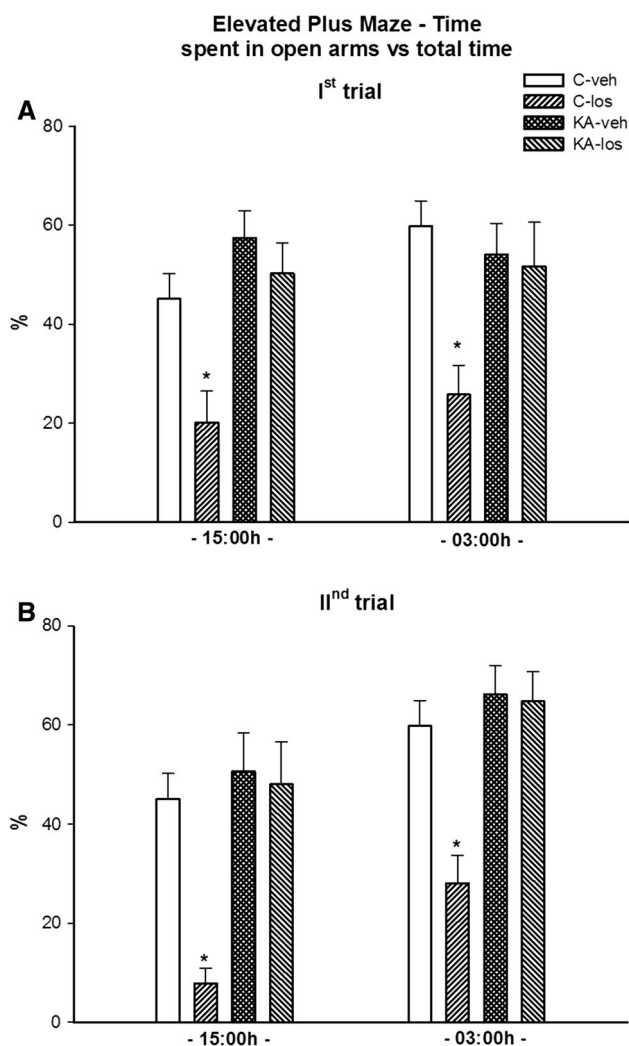 Elevated Plus Maze - Time
spent in open arms vs total time
Iˢᵗ trial
C-veh
C-los
KA-veh
KA-los
A
80
60
40
20
0
%
- 15:00h -
- 03:00h -
*
*
IIⁿᵈ trial
B
80
60
40
20
0
%
- 15:00h -
- 03:00h -
*
*